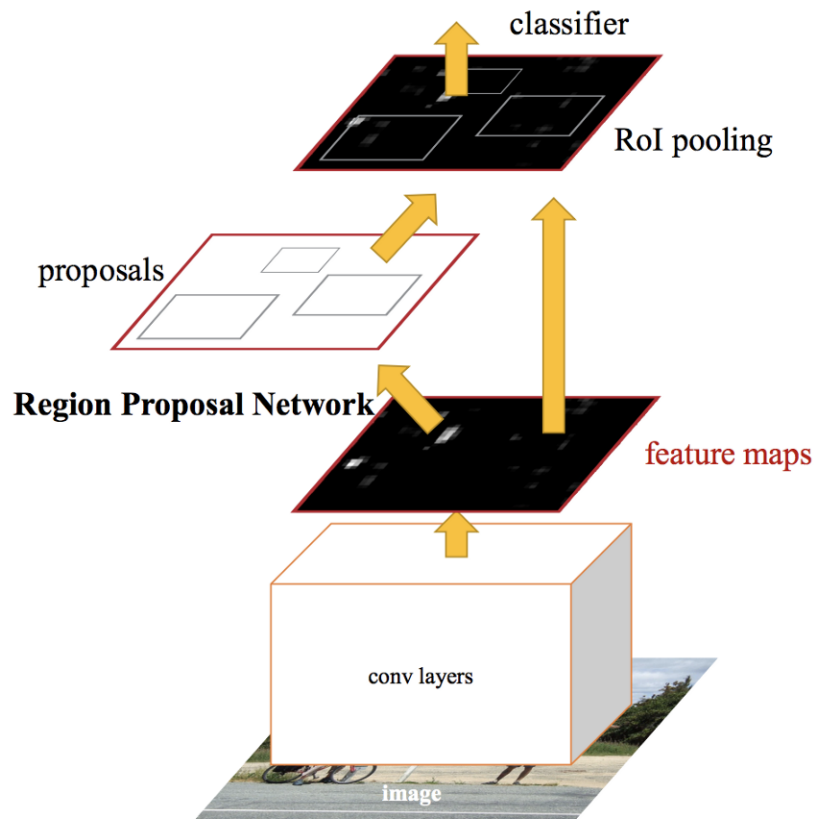 classifier
RoI pooling
proposals
Region Proposal Network
feature maps
conv layers
image